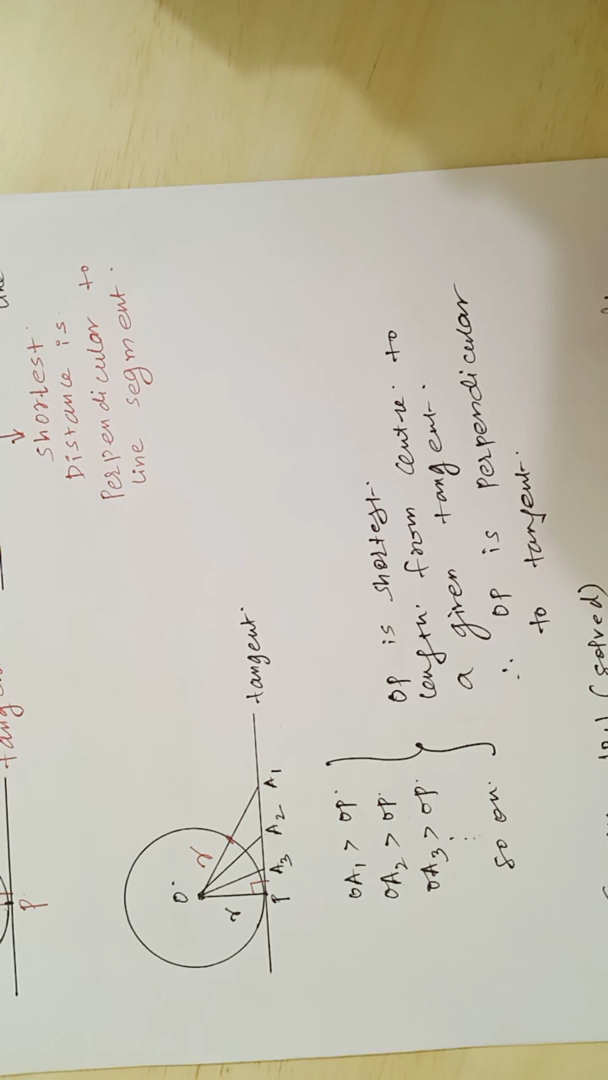 P
shortest
Distance is
Perpendicular to
line segment.
O
r
r
P A3 A2 A1
tangent.
OA1 > OP.
OA2 > OP.
OA3 > OP.
so on.
OP is shortest.
length from centre to
a given tangent.
∴ OP is perpendicular
to tangent.
(solved)